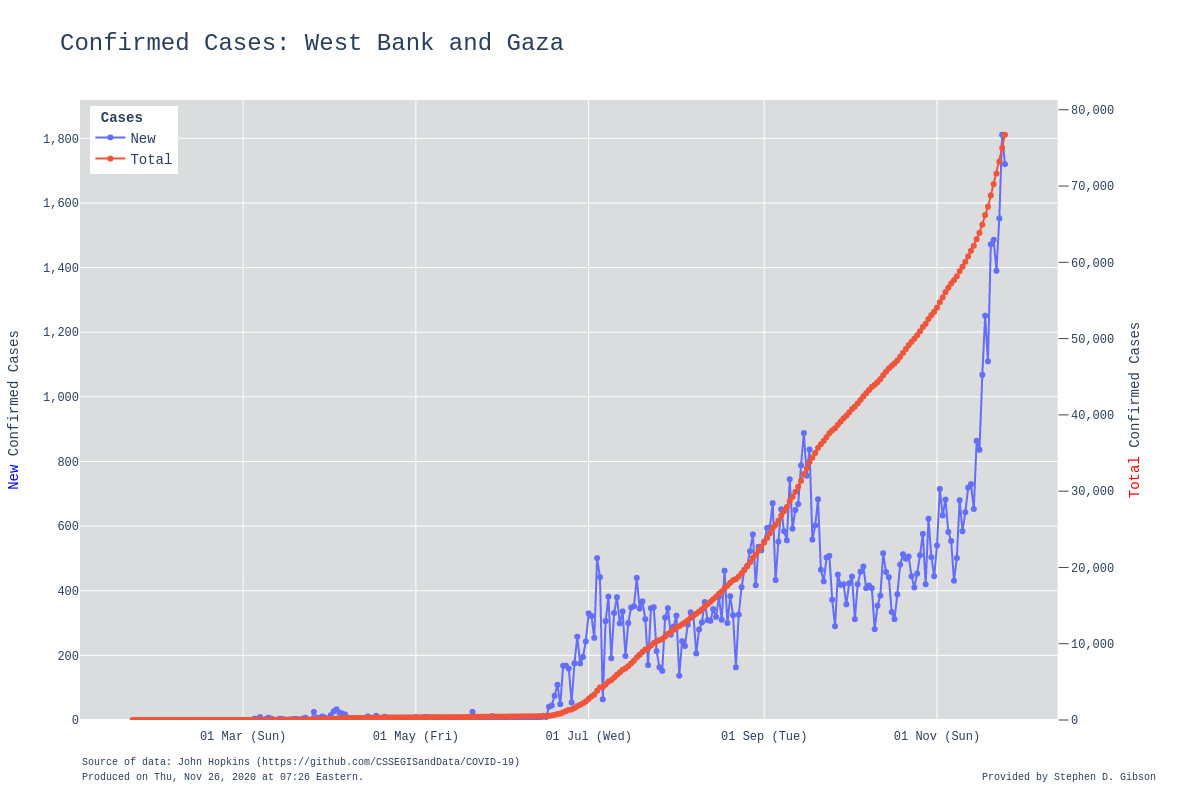 Confirmed Cases: West Bank and Gaza
Cases
New
Total
1,800
1,600
1,400
1,200
1,000
800
600
400
200
0
80,000
70,000
60,000
50,000
40,000
30,000
20,000
10,000
0
New Confirmed Cases
Total Confirmed Cases
01 Mar (Sun)
01 May (Fri)
01 Jul (Wed)
01 Sep (Tue)
01 Nov (Sun)
Source of data: John Hopkins (https://github.com/CSSEGISandData/COVID-19)
Produced on Thu, Nov 26, 2020 at 07:26 Eastern.
Provided by Stephen D. Gibson